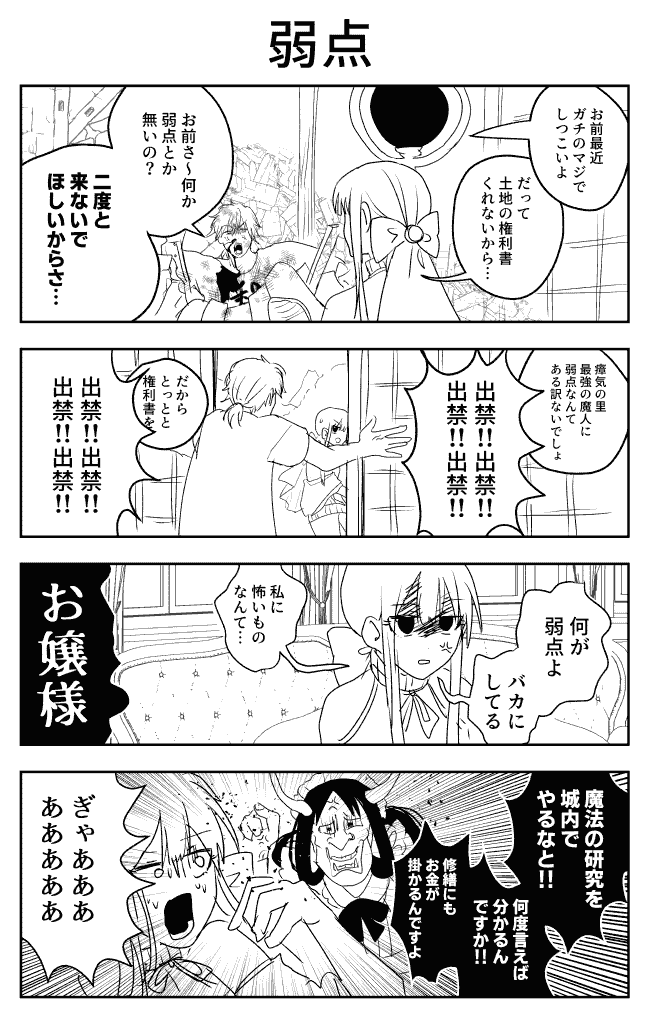 弱点
お前最近
ガチのマジで
しつこいよ
だって
土地の権利書
くれないから…
お前さ～何か
弱点とか
無いの？
二度と
来ないで
ほしいからさ…
瘴気の里
最強の魔人に
弱点なんて
ある訳ないでしょ
出禁!!出禁!!
出禁!!出禁!!
だから
とっとと
権利書を
出禁!!出禁!!
出禁!!出禁!!
何が
弱点よ
バカに
してる
私に
怖いもの
なんて…
お嬢様
魔法の研究を
城内で
やるなと!!
何度言えば
分かるん
ですか!!
修繕にも
お金が
掛かるんですよ
ぎゃあああ
ああああああ